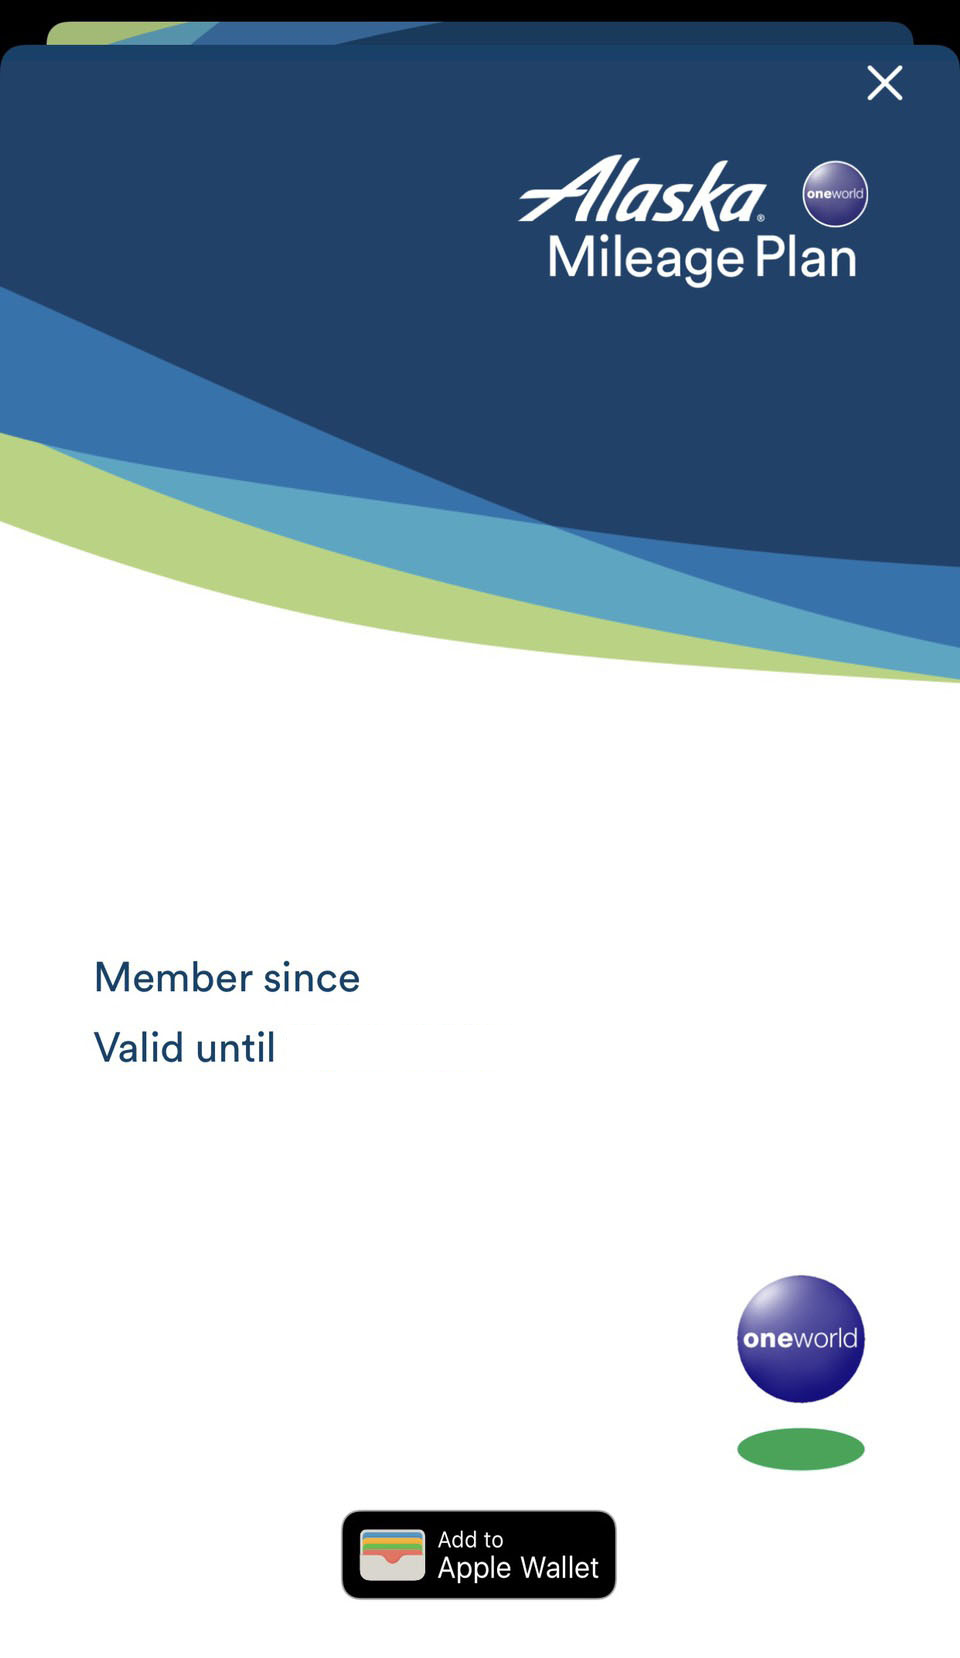 Alaska® oneworld
Mileage Plan
Member since
Valid until
oneworld
Add to
Apple Wallet